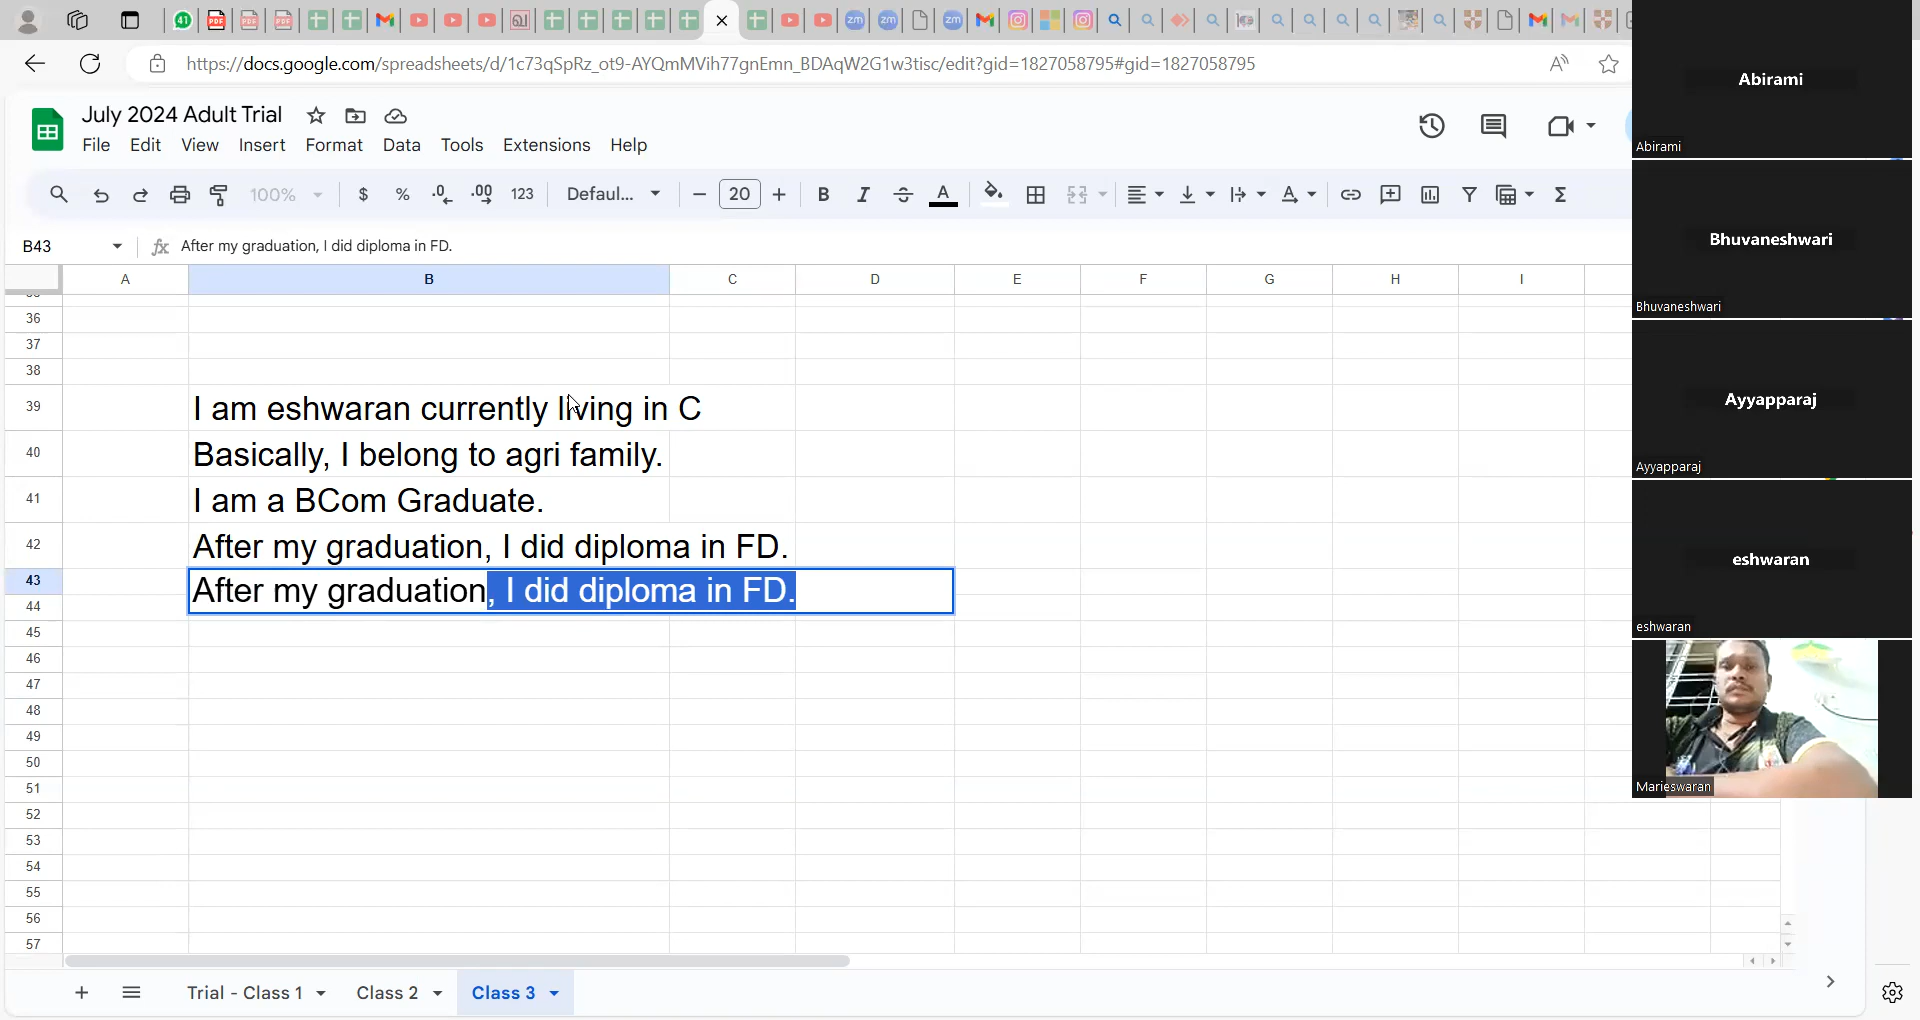 https://docs.google.com/spreadsheets/d/1c73qSpRz_ot9-AYQmMVih77gnEmn_BDAqW2G1w3tisc/edit?gid=1827058795#gid=1827058795
July 2024 Adult Trial
File Edit View Insert Format Data Tools Extensions Help
100% $ % .0 .00 123 Defaul... 20 B I A
B43 fx After my graduation, I did diploma in FD.
A B C D E F G H I
36
37
38
39 I am eshwaran currently living in C
40 Basically, I belong to agri family.
41 I am a BCom Graduate.
42 After my graduation, I did diploma in FD.
43 After my graduation, I did diploma in FD.
44
45
46
47
48
49
50
51
52
53
54
55
56
57
Trial - Class 1 Class 2 Class 3
Abirami
Abirami
Bhuvaneshwari
Bhuvaneshwari
Ayyapparaj
Ayyapparaj
eshwaran
eshwaran
Marieswaran